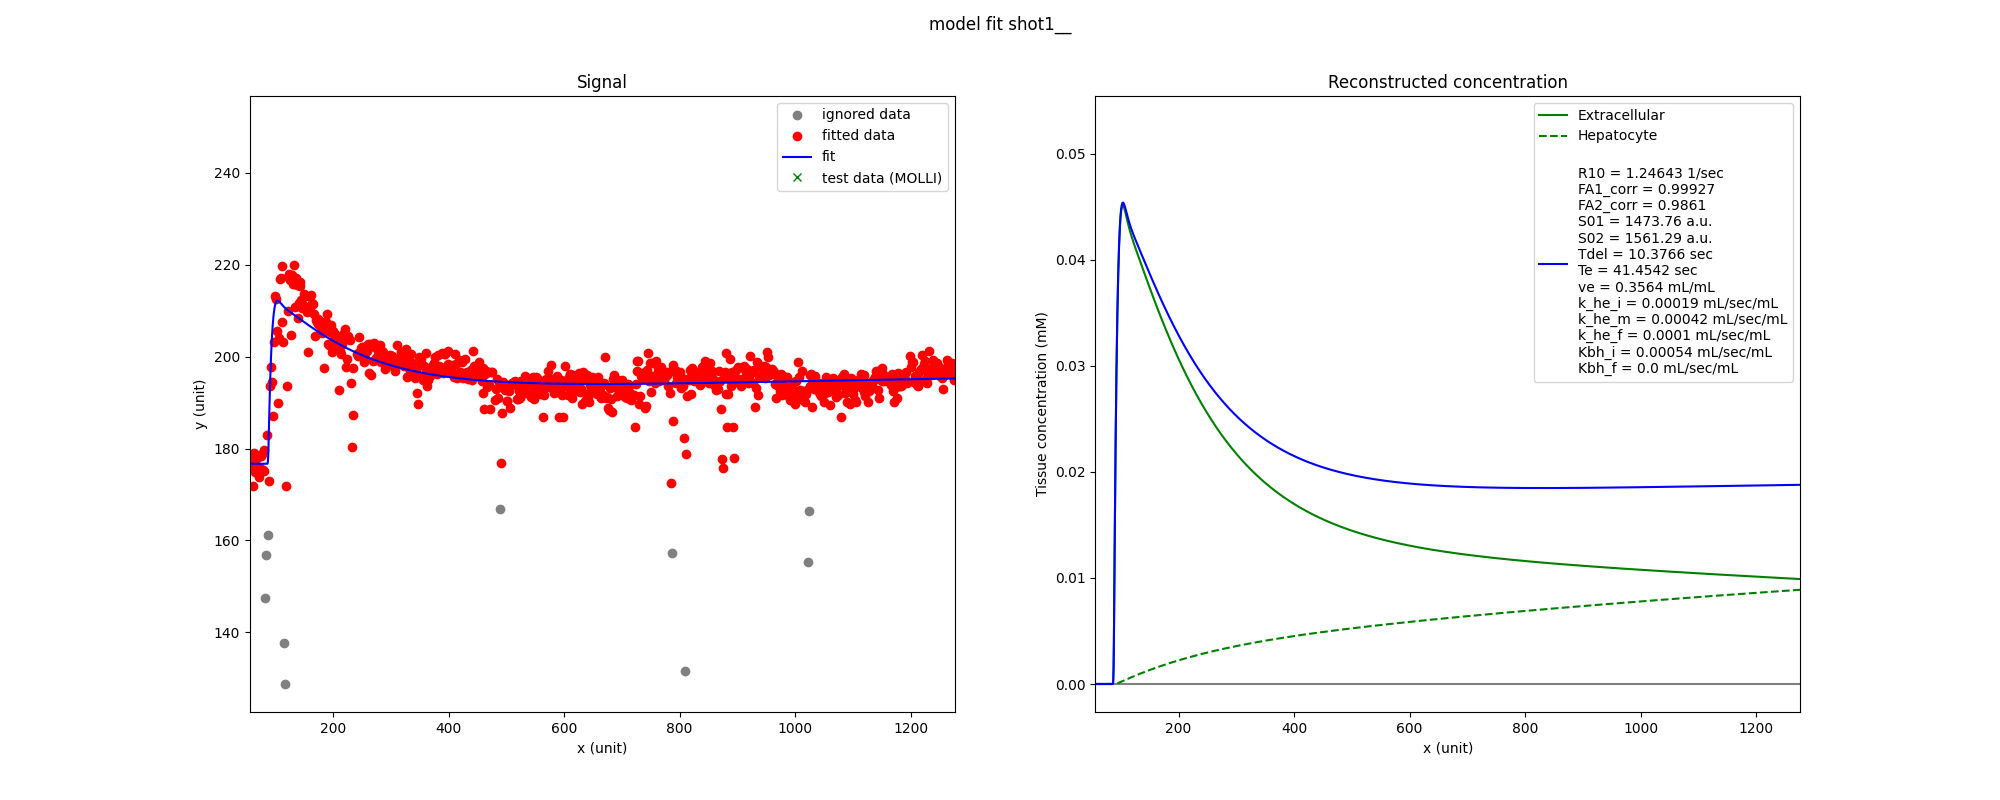 model fit shot1__
Signal
ignored data
fitted data
fit
test data (MOLLI)
y (unit)
240
220
200
180
160
140
200
400
600
800
1000
1200
x (unit)
Reconstructed concentration
Extracellular
Hepatocyte
R10 = 1.24643 1/sec
FA1_corr = 0.99927
FA2_corr = 0.9861
S01 = 1473.76 a.u.
S02 = 1561.29 a.u.
Tdel = 10.3766 sec
Te = 41.4542 sec
ve = 0.3564 mL/mL
k_he_i = 0.00019 mL/sec/mL
k_he_m = 0.00042 mL/sec/mL
k_he_f = 0.0001 mL/sec/mL
Kbh_i = 0.00054 mL/sec/mL
Kbh_f = 0.0 mL/sec/mL
Tissue concentration (mM)
0.05
0.04
0.03
0.02
0.01
0.00
200
400
600
800
1000
1200
x (unit)